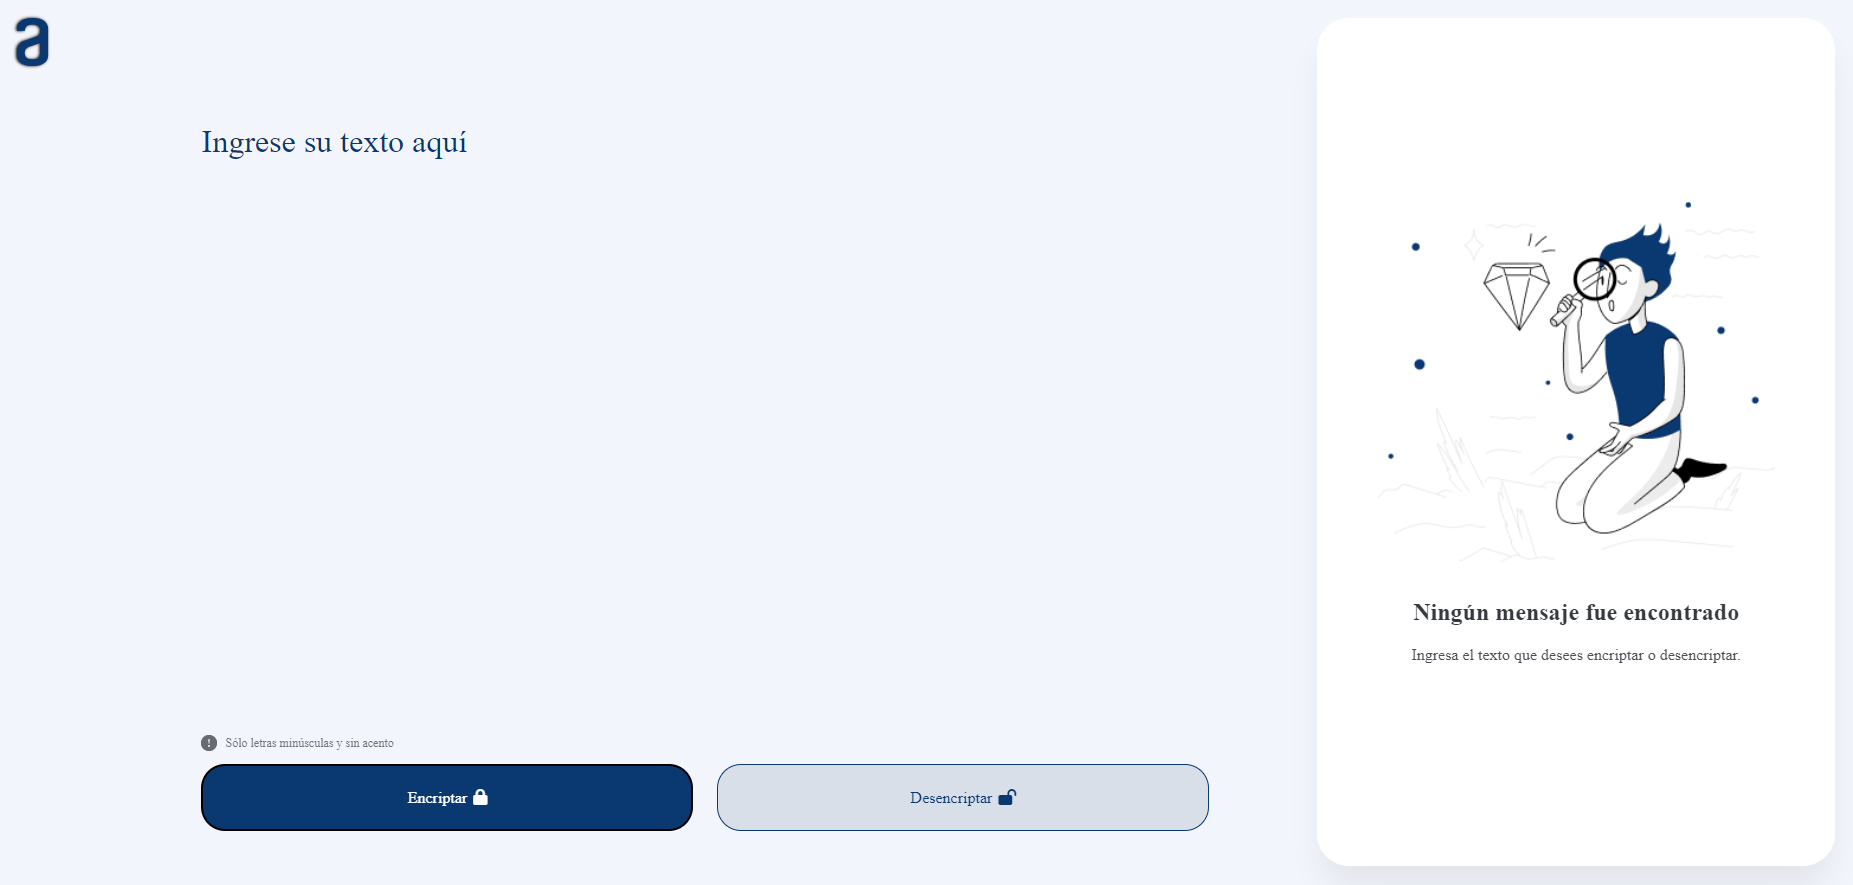 a
Ingrese su texto aquí
Sólo letras minúsculas y sin acento
Encriptar
Desencriptar
Ningún mensaje fue encontrado
Ingresa el texto que desees encriptar o desencriptar.